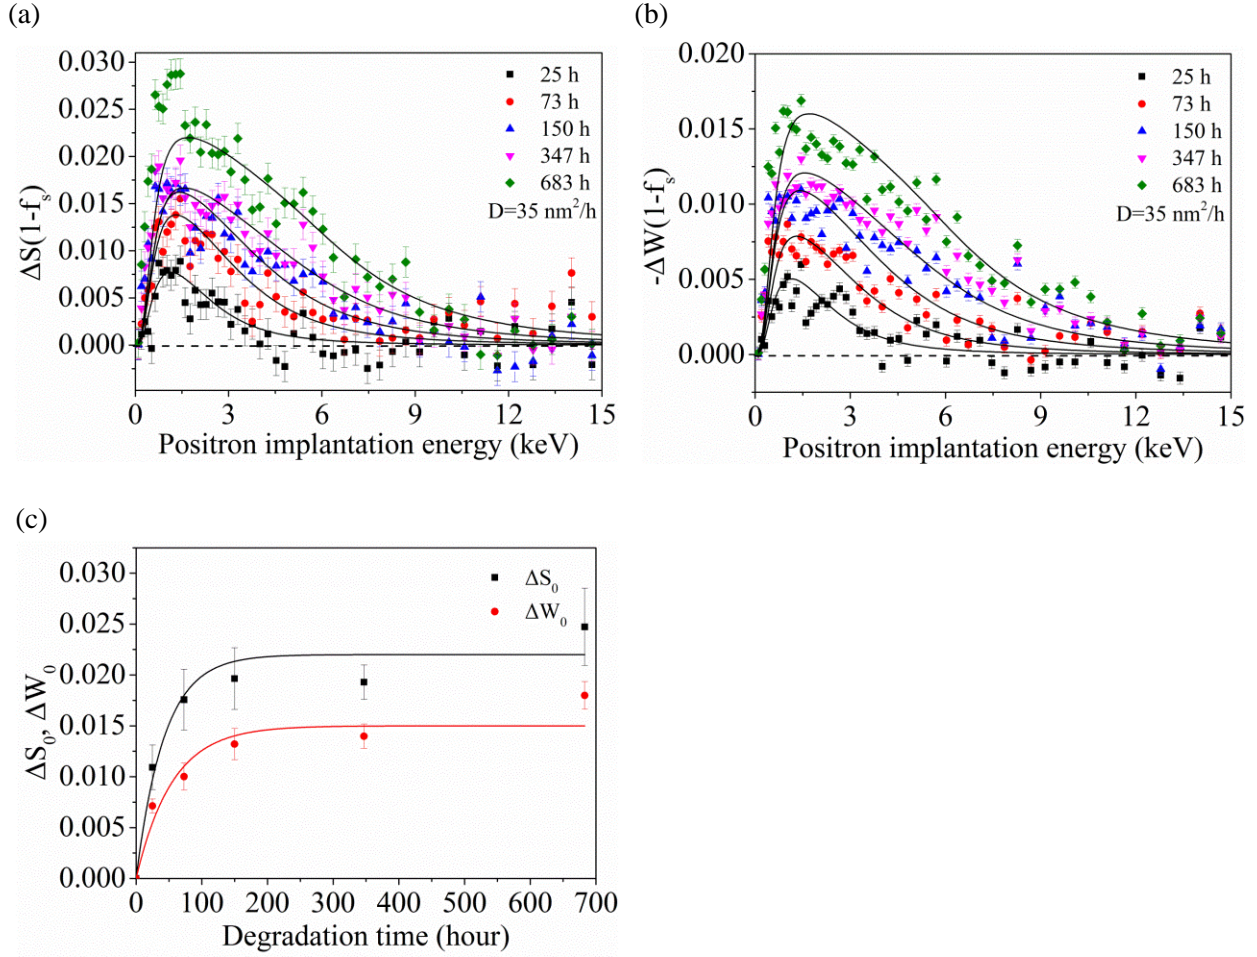 (a)
ΔS(1-f_s)
0.030
0.025
0.020
0.015
0.010
0.005
0.000
25 h
73 h
150 h
347 h
683 h
D=35 nm²/h
0 3 6 9 12 15
Positron implantation energy (keV)
(b)
-ΔW(1-f_s)
0.020
0.015
0.010
0.005
0.000
25 h
73 h
150 h
347 h
683 h
D=35 nm²/h
0 3 6 9 12 15
Positron implantation energy (keV)
(c)
ΔS₀, ΔW₀
0.030
0.025
0.020
0.015
0.010
0.005
0.000
ΔS₀
ΔW₀
0 100 200 300 400 500 600 700
Degradation time (hour)